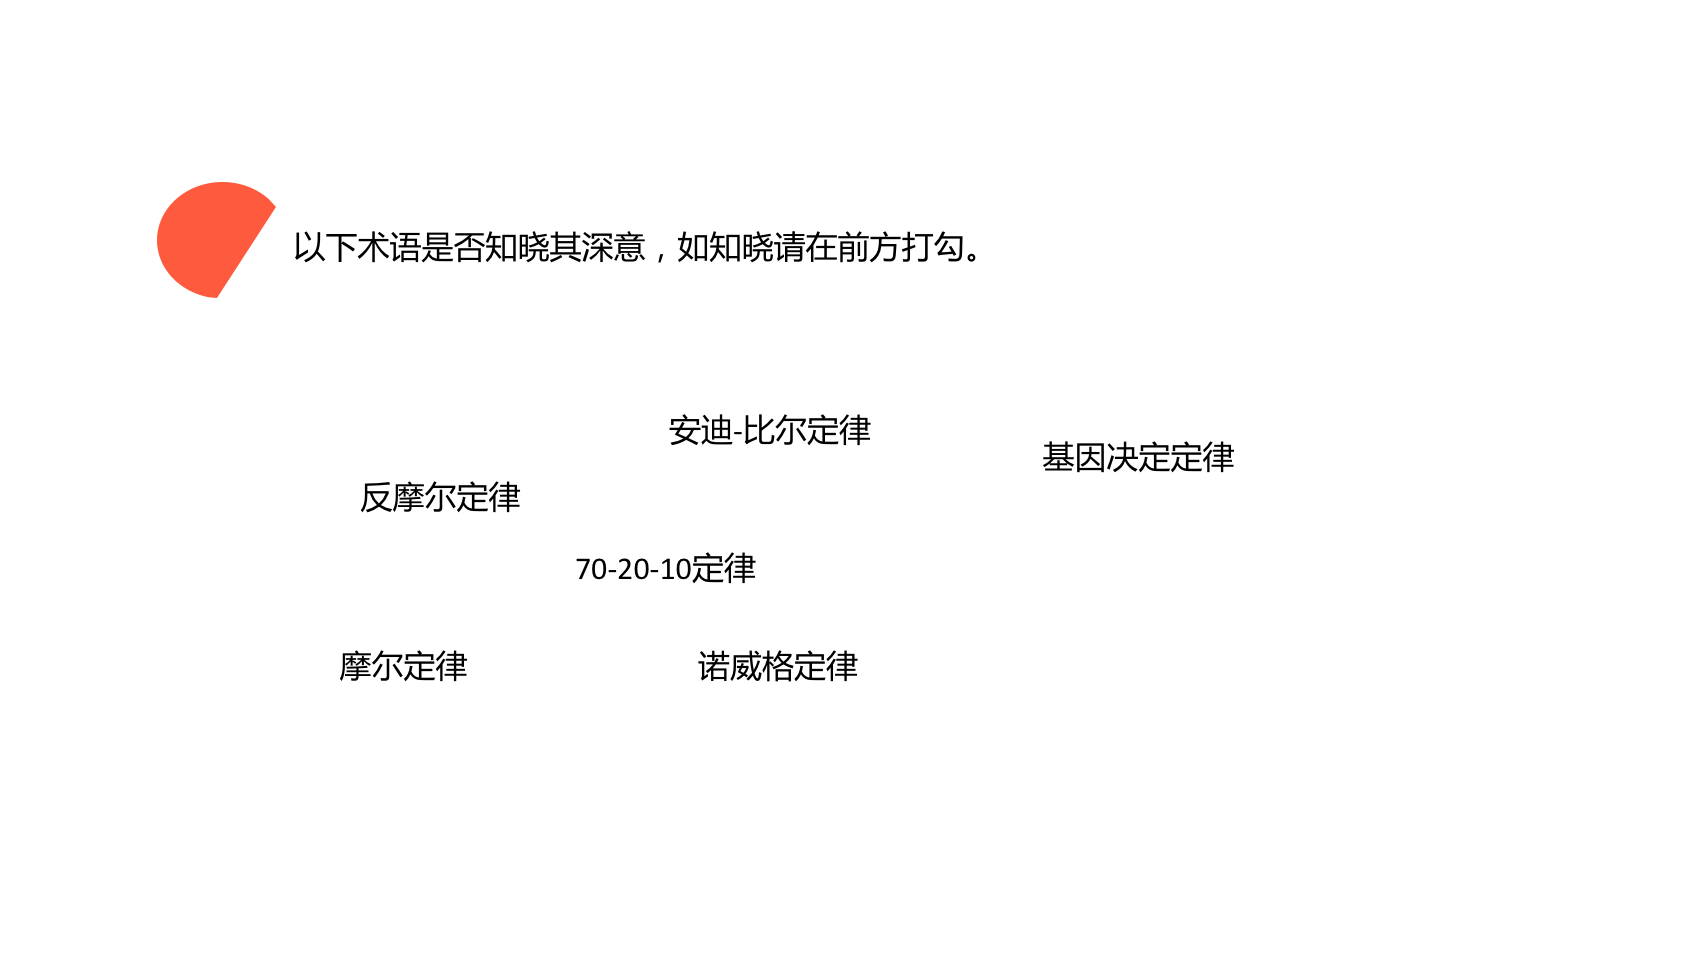 以下术语是否知晓其深意，如知晓请在前方打勾。
安迪-比尔定律
基因决定定律
反摩尔定律
70-20-10定律
摩尔定律
诺威格定律